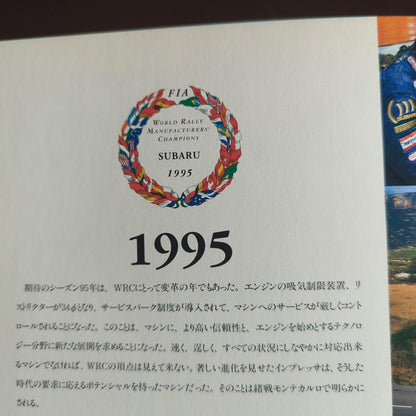 FIA
WORLD RALLY
MANUFACTURERS'
CHAMPIONS
SUBARU
1995
1995
期待のシーズン95年は、WRCにとって変革の年でもあった。エンジンの吸気制限装置、リ
ストリクターが34φとなり、サービスパーク制度が導入されて、マシンへのサービスが厳しくコント
ロールされることになった。このことは、マシンに、より高い信頼性と、エンジンを始めとするテクノロ
ジー分野に新たな展開を求めることになった。速く、逞しく、すべての状況にしなやかに対応出来
るマシンでなければ、WRCの頂点は見えて来ない。著しい進化を見せたインプレッサは、そうした
時代の要求に応えるポテンシャルを持ったマシンだった。そのことは緒戦モンテカルロで明らかに
される。